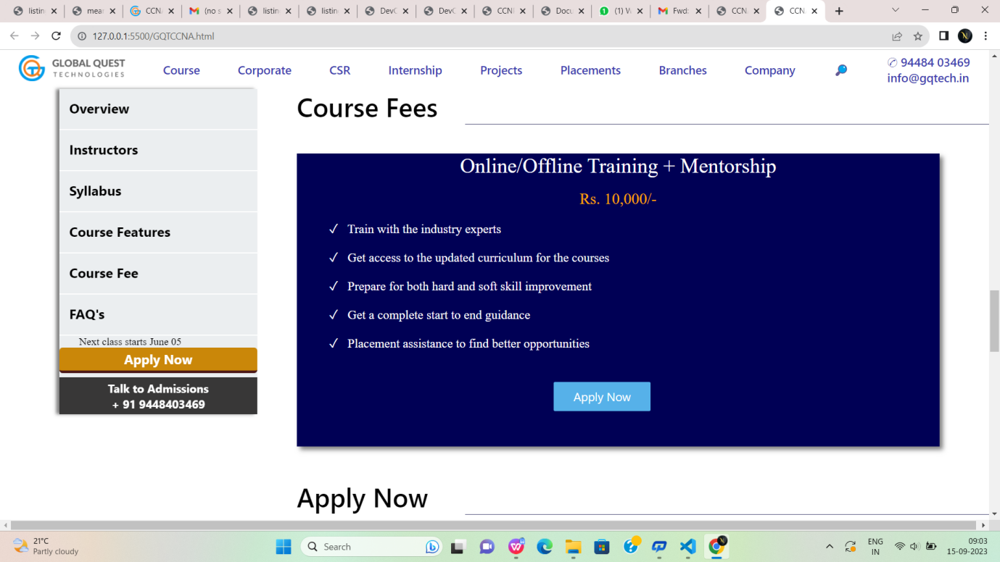 listin
mean
CCNA
(no s
listin
listin
DevO
DevO
CCNI
Docu
(1) W
Fwd:
CCN
CCN
127.0.0.1:5500/GQTCCNA.html
GLOBAL QUEST
TECHNOLOGIES
Course Corporate CSR Internship Projects Placements Branches Company
✆ 94484 03469
info@gqtech.in
Overview
Instructors
Syllabus
Course Features
Course Fee
FAQ's
Next class starts June 05
Apply Now
Talk to Admissions
+ 91 9448403469
Course Fees
Online/Offline Training + Mentorship
Rs. 10,000/-
✓ Train with the industry experts
✓ Get access to the updated curriculum for the courses
✓ Prepare for both hard and soft skill improvement
✓ Get a complete start to end guidance
✓ Placement assistance to find better opportunities
Apply Now
Apply Now
21°C
Partly cloudy
Search
ENG
IN
09:03
15-09-2023